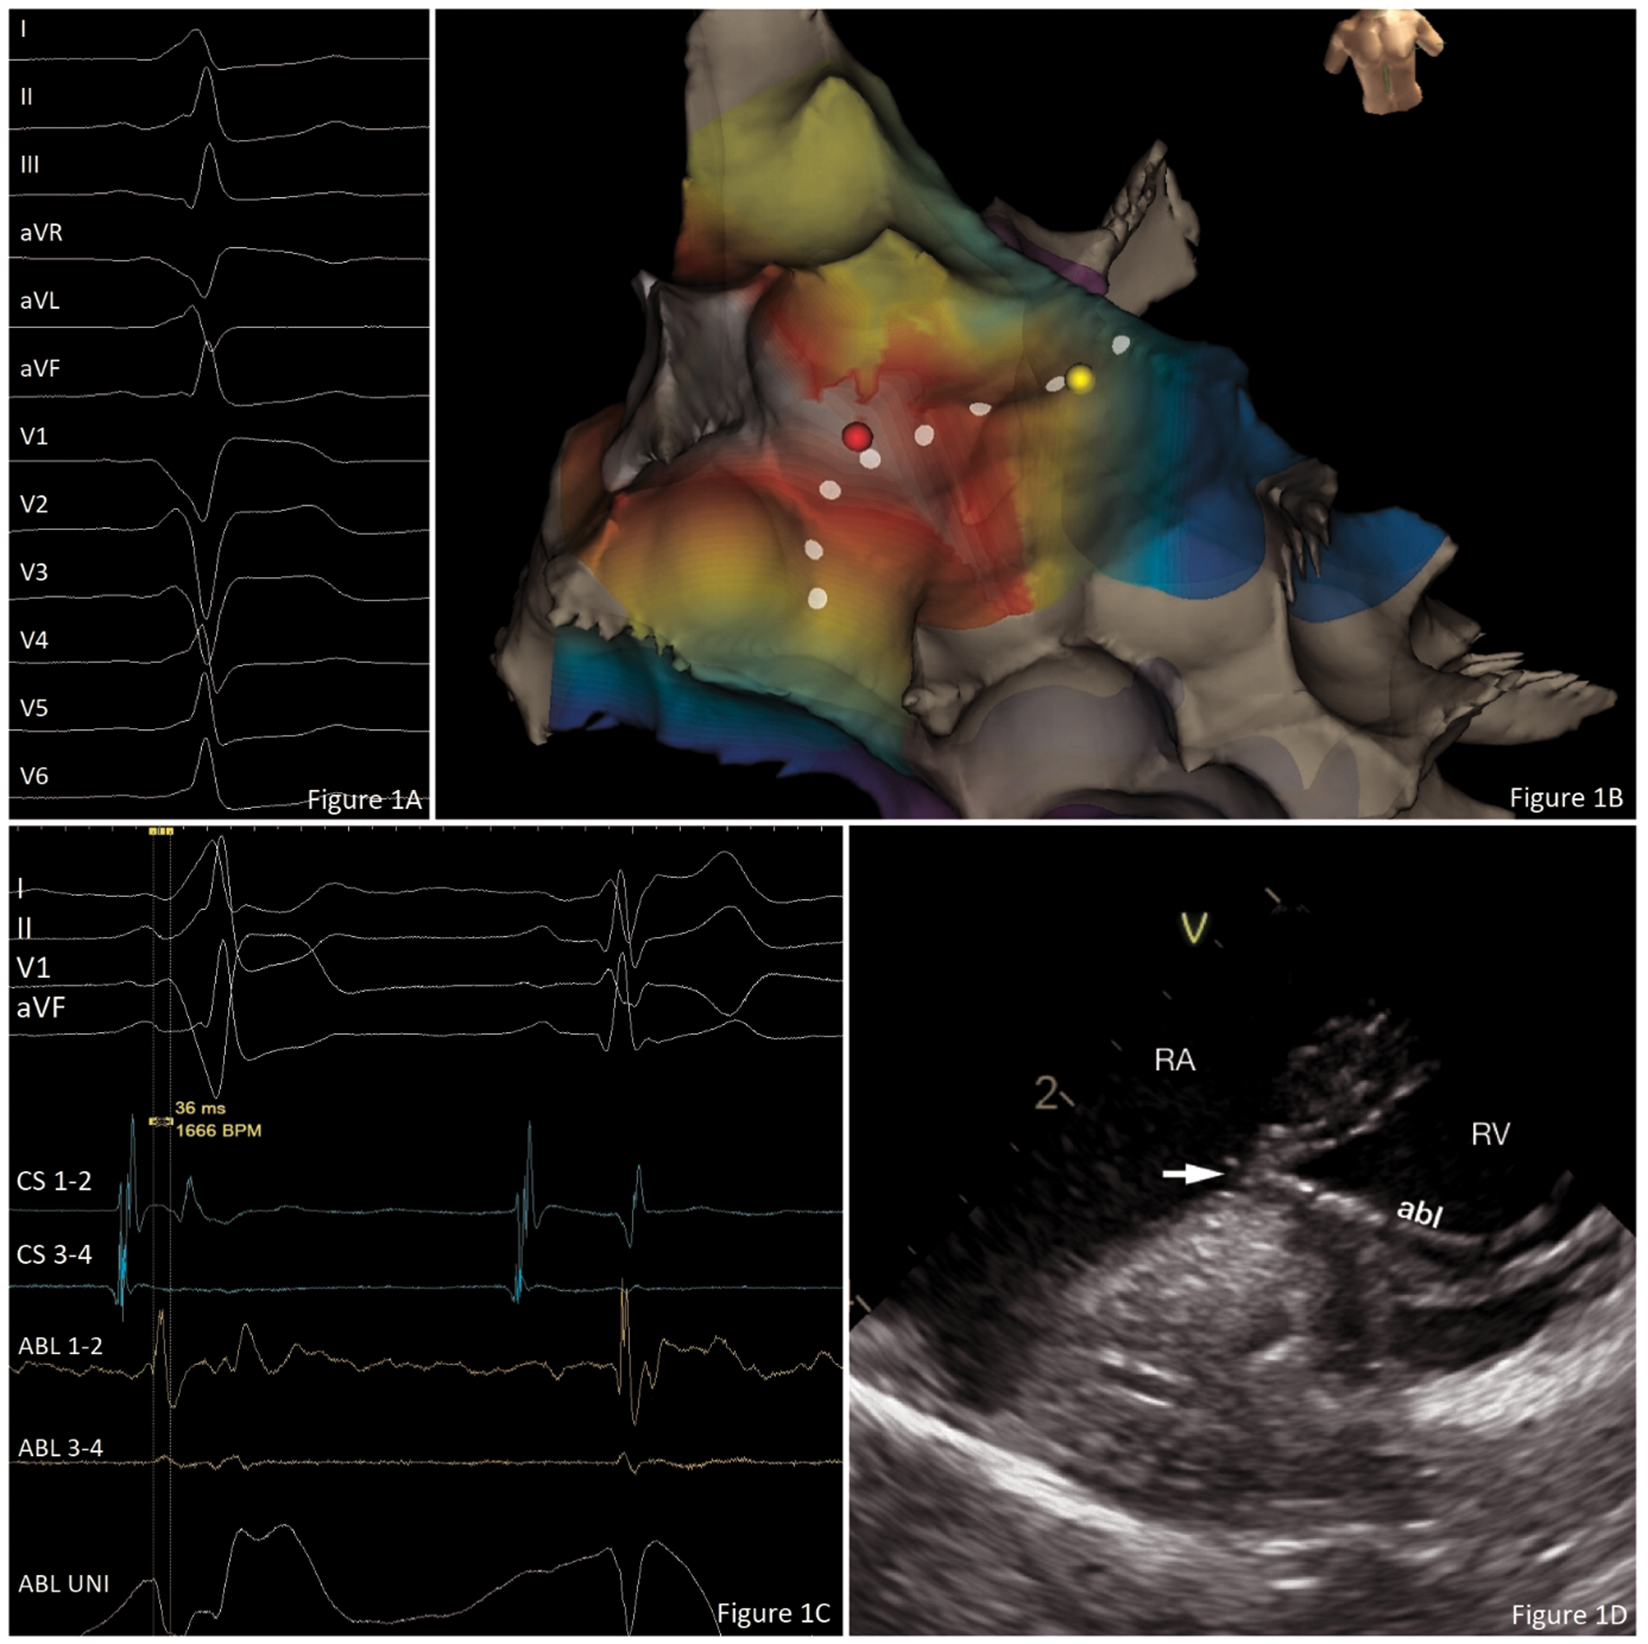 I
II
III
aVR
aVL
aVF
V1
V2
V3
V4
V5
V6
Figure 1A
Figure 1B
I
II
V1
aVF
36 ms
1666 BPM
CS 1-2
CS 3-4
ABL 1-2
ABL 3-4
ABL UNI
Figure 1C
V
RA
2
RV
abl
Figure 1D